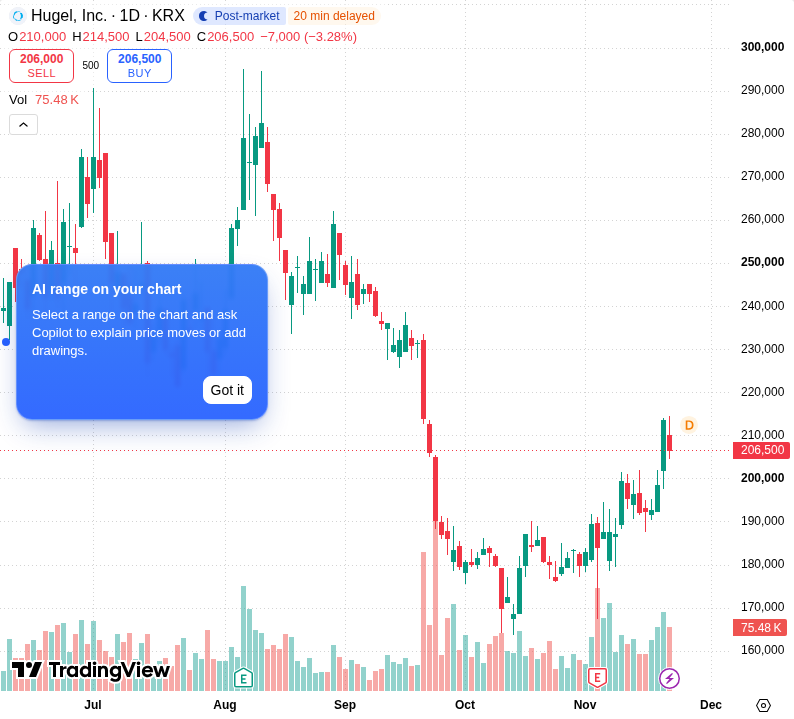 Hugel, Inc. · 1D · KRX Post-market 20 min delayed
O210,000 H214,500 L204,500 C206,500 −7,000 (−3.28%)
206,000
SELL
500
206,500
BUY
Vol 75.48 K
300,000
290,000
280,000
270,000
260,000
250,000
240,000
230,000
220,000
210,000
206,500
200,000
190,000
180,000
170,000
75.48 K
160,000
AI range on your chart
Select a range on the chart and ask
Copilot to explain price moves or add
drawings.
Got it
D
TradingView
E
E
Jul Aug Sep Oct Nov Dec